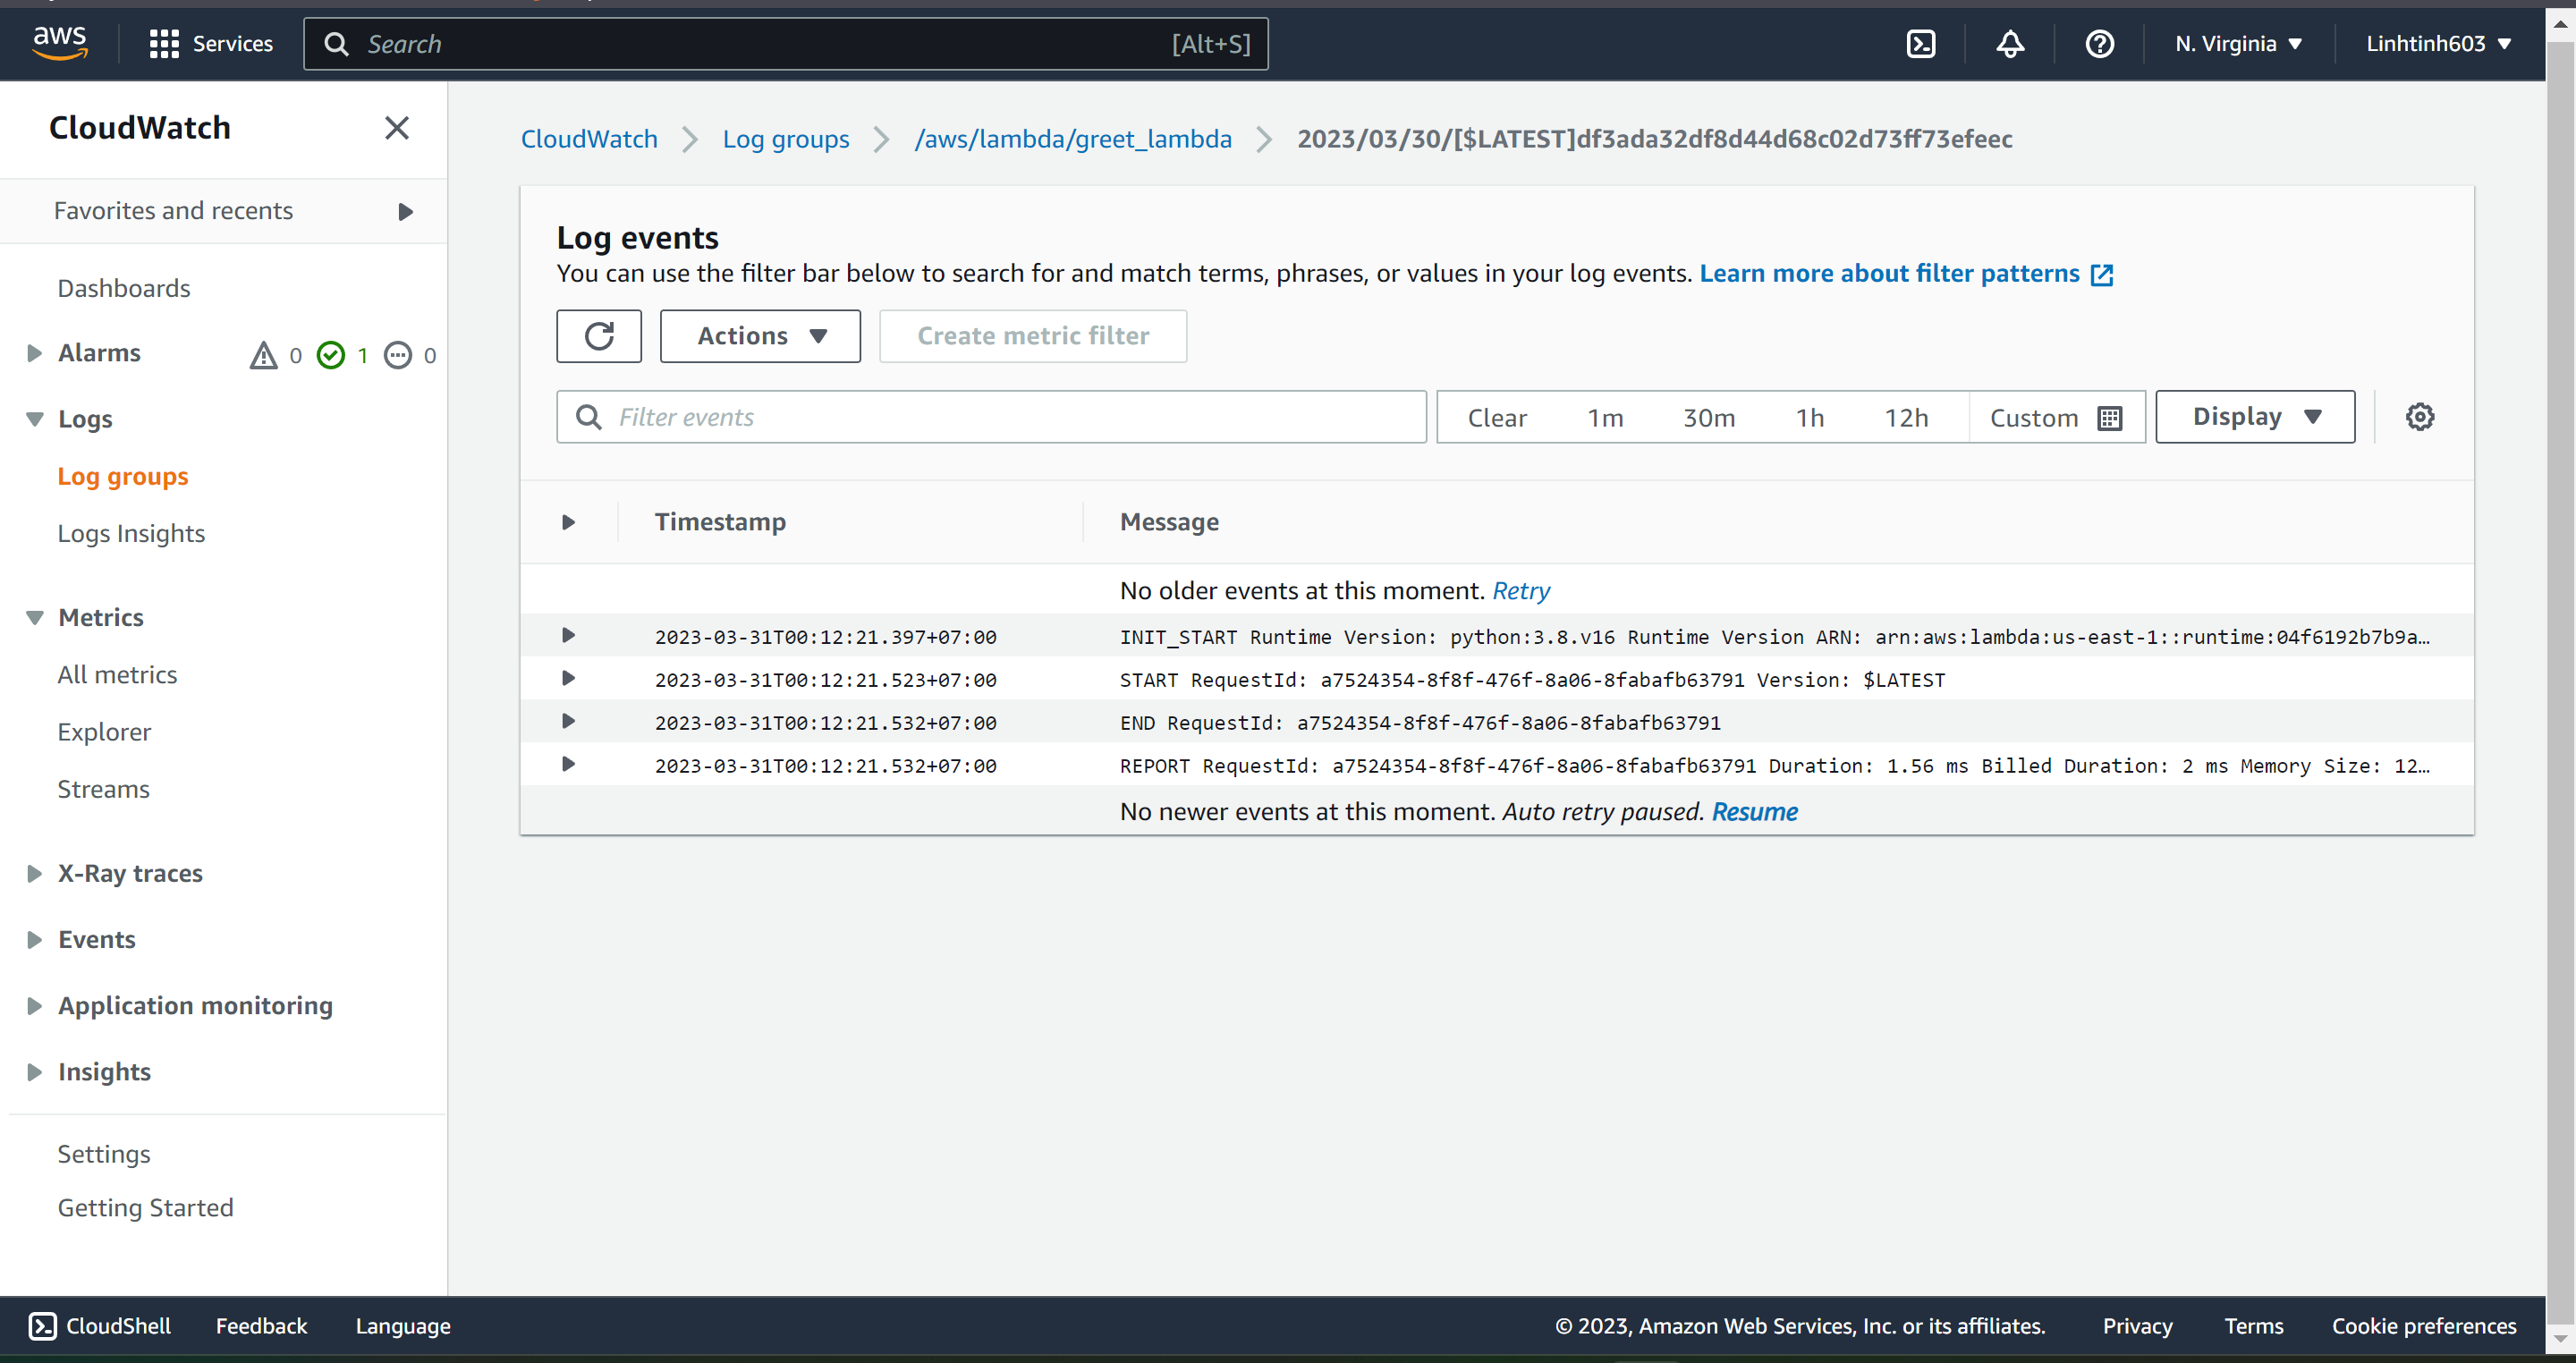 aws Services Search [Alt+S] N. Virginia Linhtinh603
CloudWatch
Favorites and recents
Dashboards
Alarms 0 1 0
Logs
Log groups
Logs Insights
Metrics
All metrics
Explorer
Streams
X-Ray traces
Events
Application monitoring
Insights
Settings
Getting Started
CloudWatch Log groups /aws/lambda/greet_lambda 2023/03/30/[$LATEST]df3ada32df8d44d68c02d73ff73efeec
Log events
You can use the filter bar below to search for and match terms, phrases, or values in your log events. Learn more about filter patterns
Actions Create metric filter
Filter events Clear 1m 30m 1h 12h Custom Display
Timestamp Message
No older events at this moment. Retry
2023-03-31T00:12:21.397+07:00 INIT_START Runtime Version: python:3.8.v16 Runtime Version ARN: arn:aws:lambda:us-east-1::runtime:04f6192b7b9a…
2023-03-31T00:12:21.523+07:00 START RequestId: a7524354-8f8f-476f-8a06-8fabafb63791 Version: $LATEST
2023-03-31T00:12:21.532+07:00 END RequestId: a7524354-8f8f-476f-8a06-8fabafb63791
2023-03-31T00:12:21.532+07:00 REPORT RequestId: a7524354-8f8f-476f-8a06-8fabafb63791 Duration: 1.56 ms Billed Duration: 2 ms Memory Size: 12…
No newer events at this moment. Auto retry paused. Resume
CloudShell Feedback Language © 2023, Amazon Web Services, Inc. or its affiliates. Privacy Terms Cookie preferences